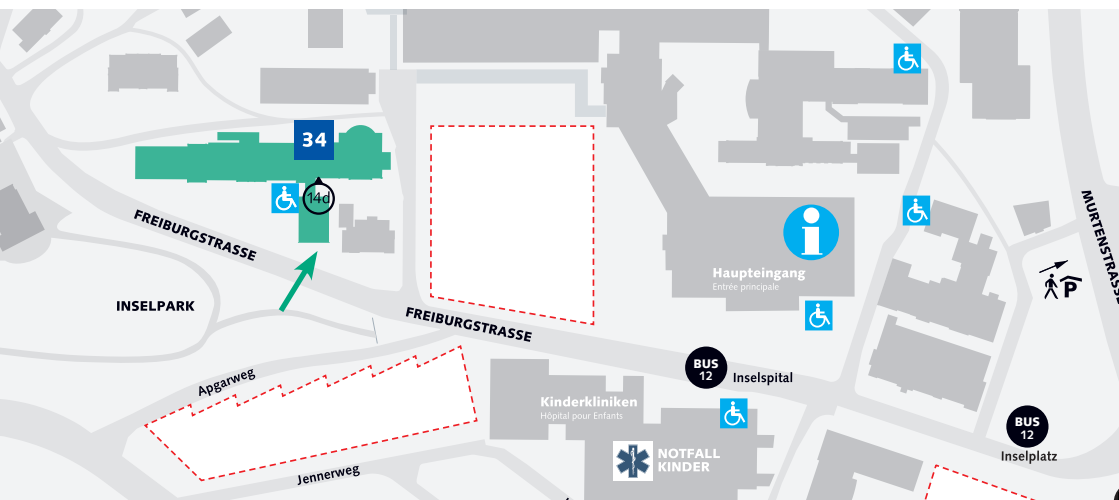 34
14d
FREIBURGSTRASSE
INSELPARK
Haupteingang
Entrée principale
MURTENSTRASSE
P
FREIBURGSTRASSE
BUS
12
Inselspital
Apgarweg
Kinderkliniken
Hôpital pour Enfants
BUS
12
Inselplatz
NOTFALL
KINDER
Jennerweg